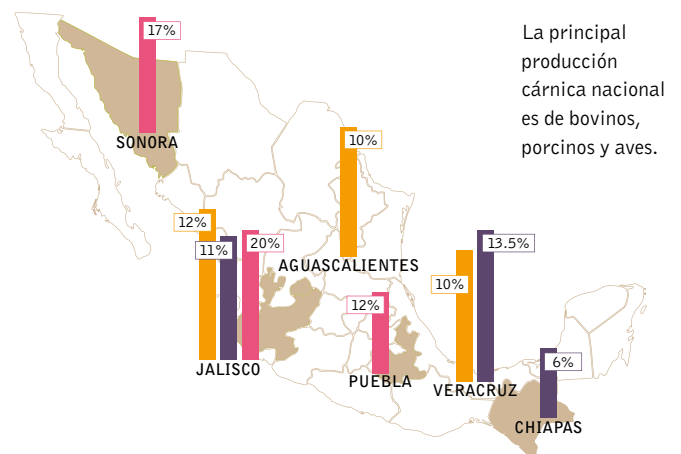 La principal
producción
cárnica nacional
es de bovinos,
porcinos y aves.
17%
SONORA
10%
AGUASCALIENTES
12%
11%
20%
JALISCO
12%
PUEBLA
10%
13.5%
VERACRUZ
6%
CHIAPAS